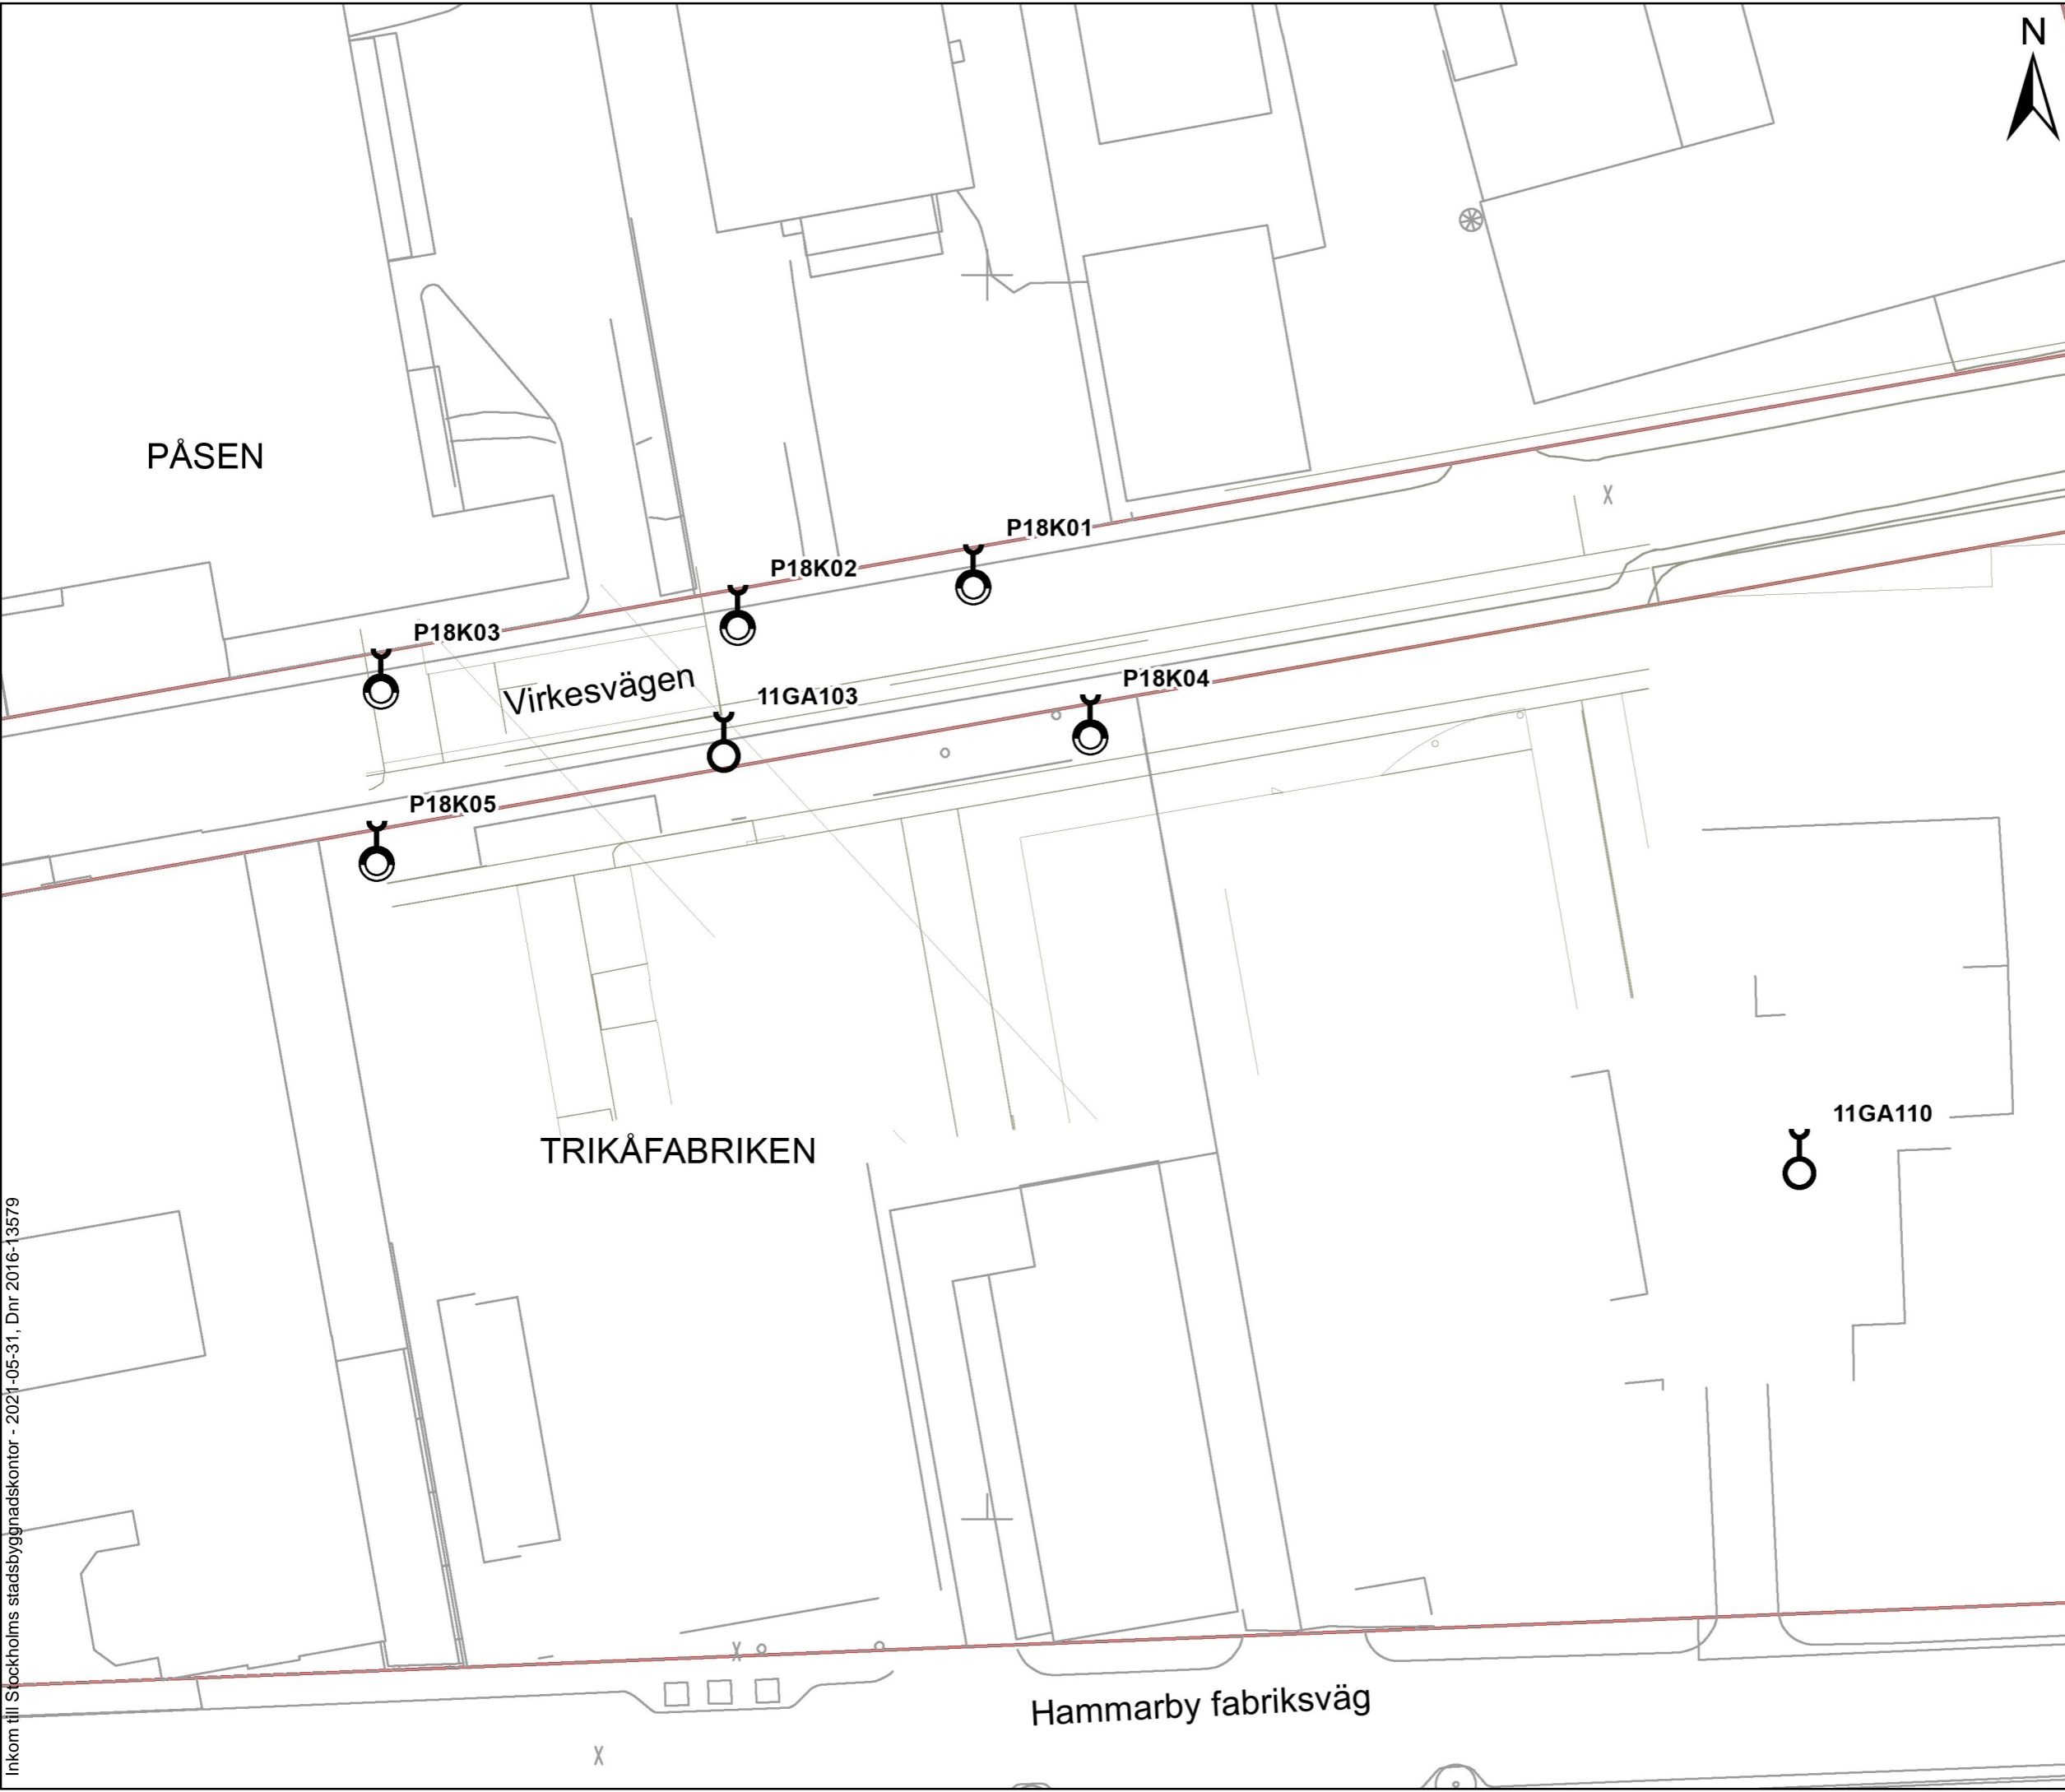 N
PÅSEN
P18K01
P18K02
P18K03
Virkesvägen
P18K04
11GA103
P18K05
11GA110
TRIKÅFABRIKEN
Hammarby fabriksväg
Inkom till Stockholms stadsbyggnadskontor - 2021-05-31, Dnr 2016-13579